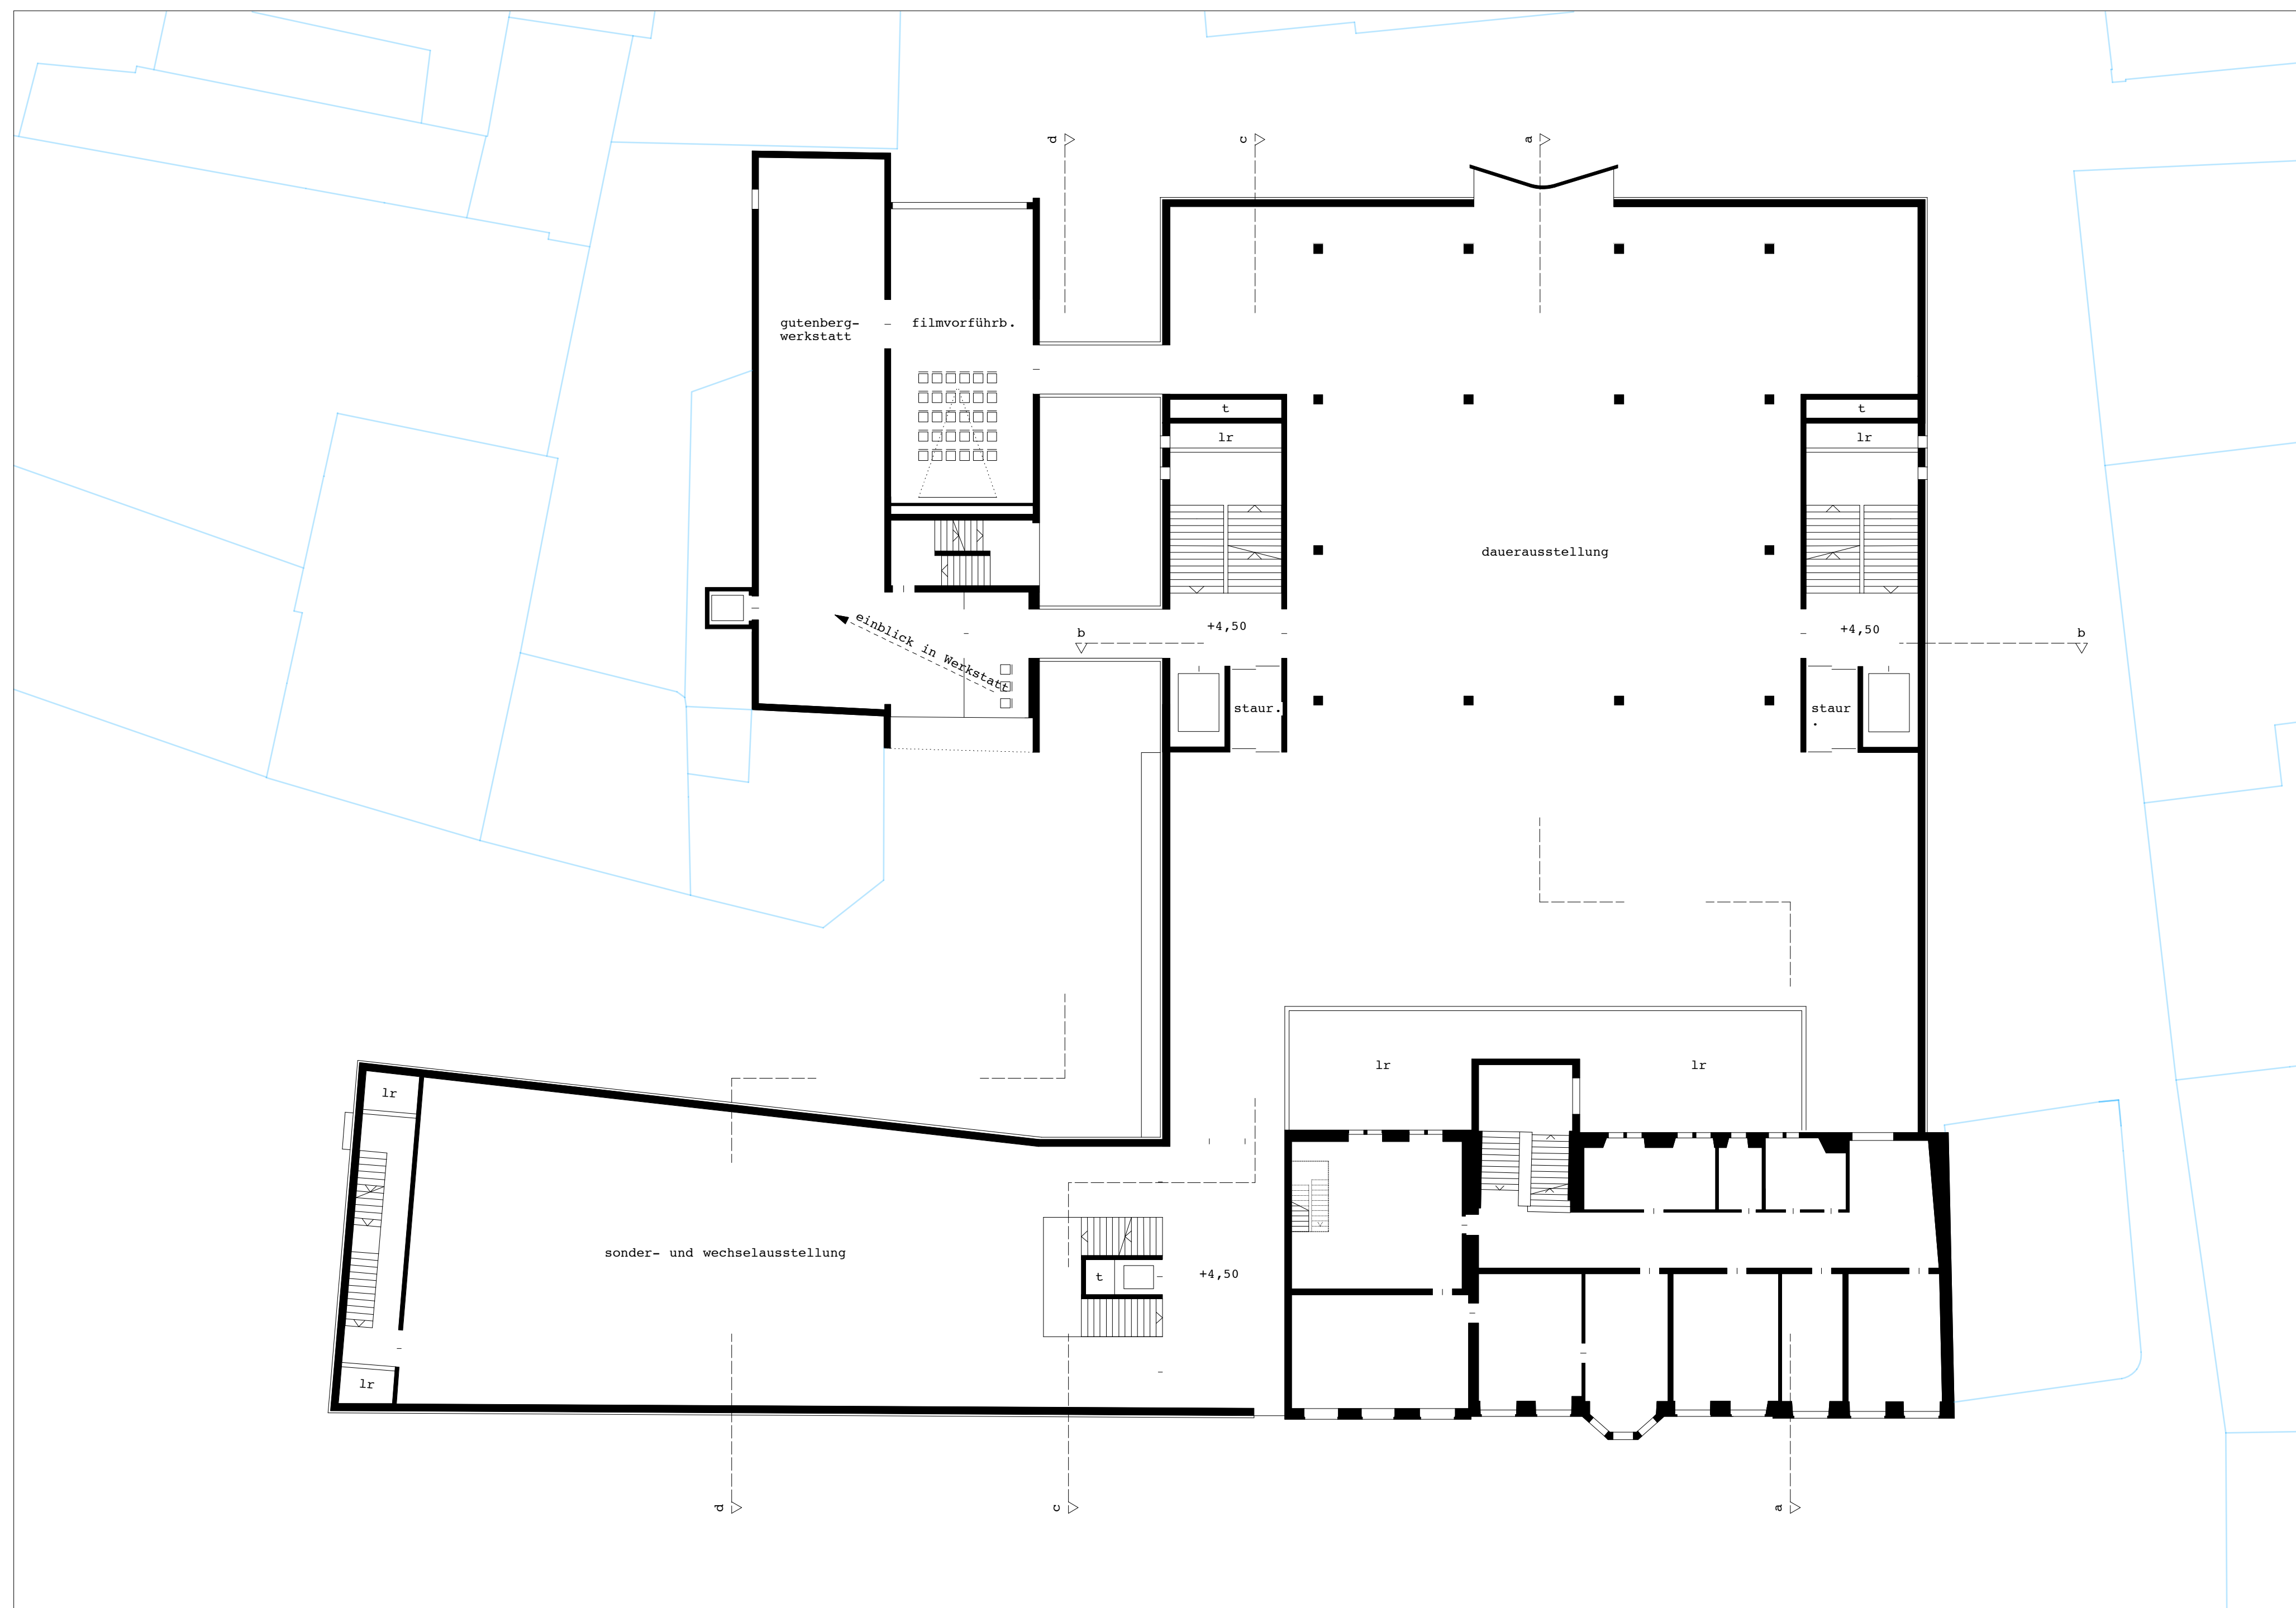 d
c
a
gutenberg-
werkstatt
filmvorführb.
t
lr
t
lr
dauerausstellung
einblick in Werkstatt
b
+4,50
+4,50
b
staur.
staur
.
lr
lr
lr
sonder- und wechselausstellung
t
+4,50
lr
d
c
a